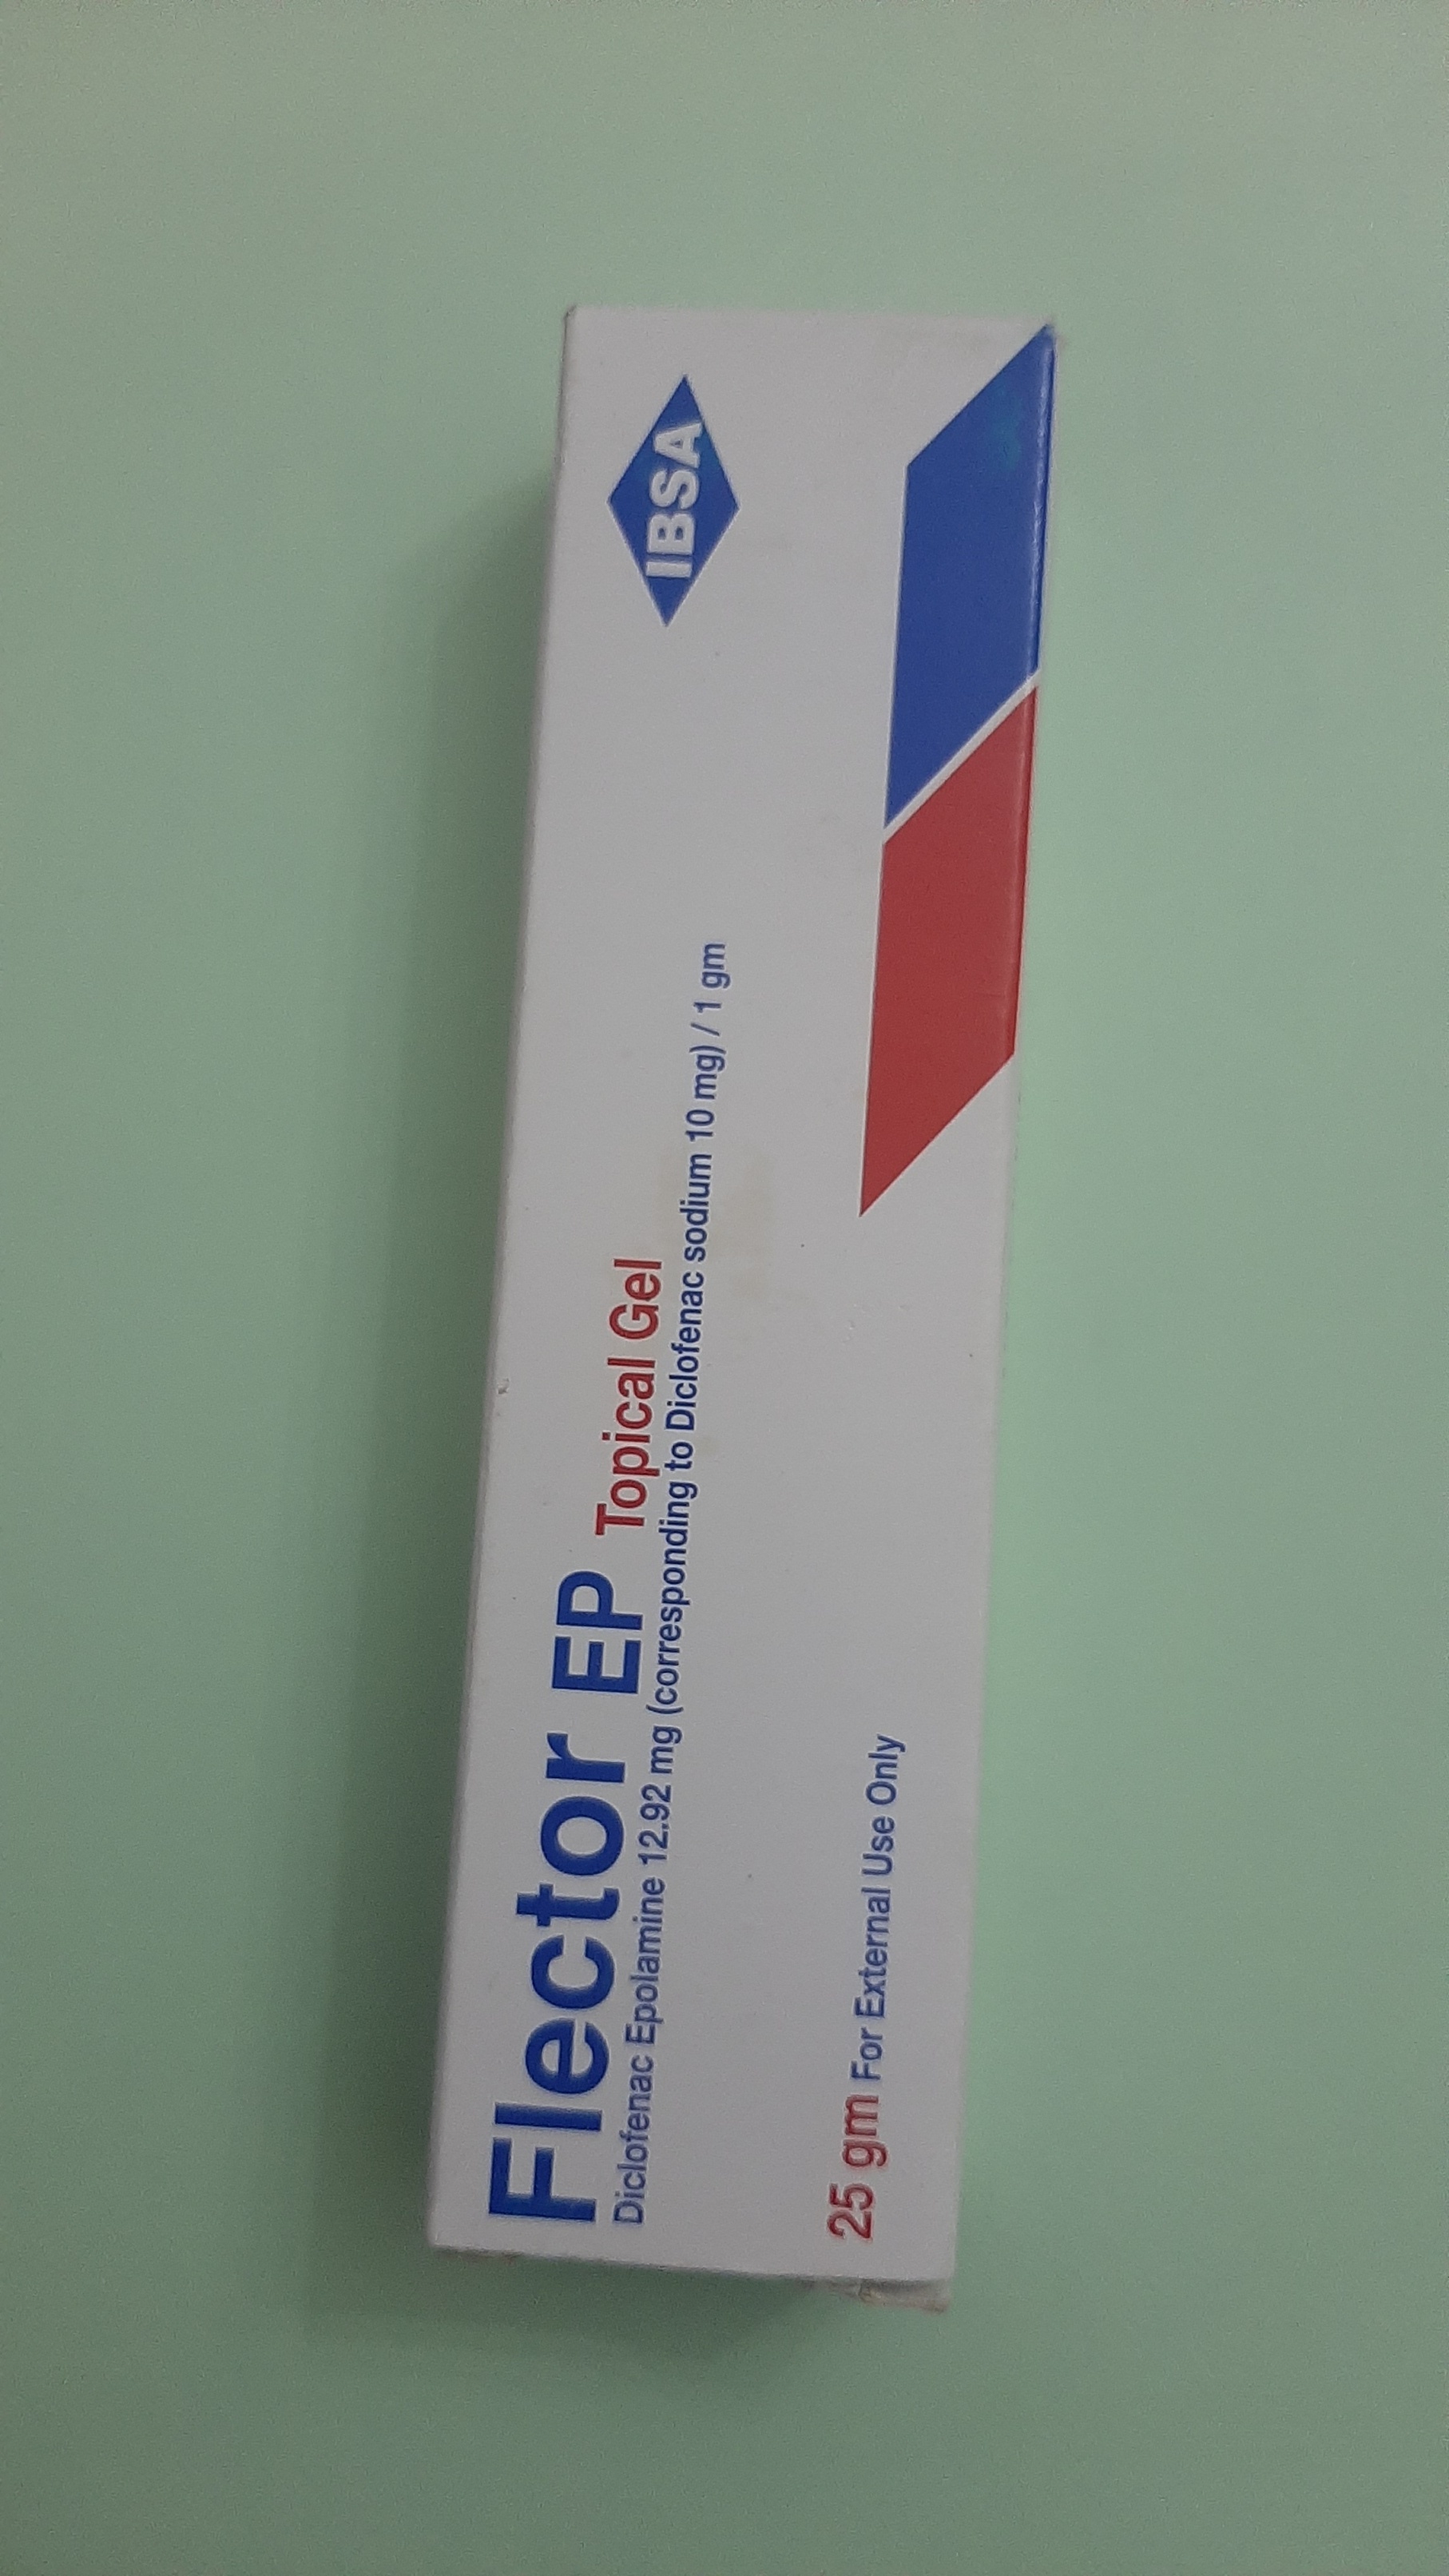 Flector EP Topical Gel
Diclofenac Epolamine 12.92 mg (corresponding to Diclofenac sodium 10 mg) / 1 gm
25 gm For External Use Only
IBSA